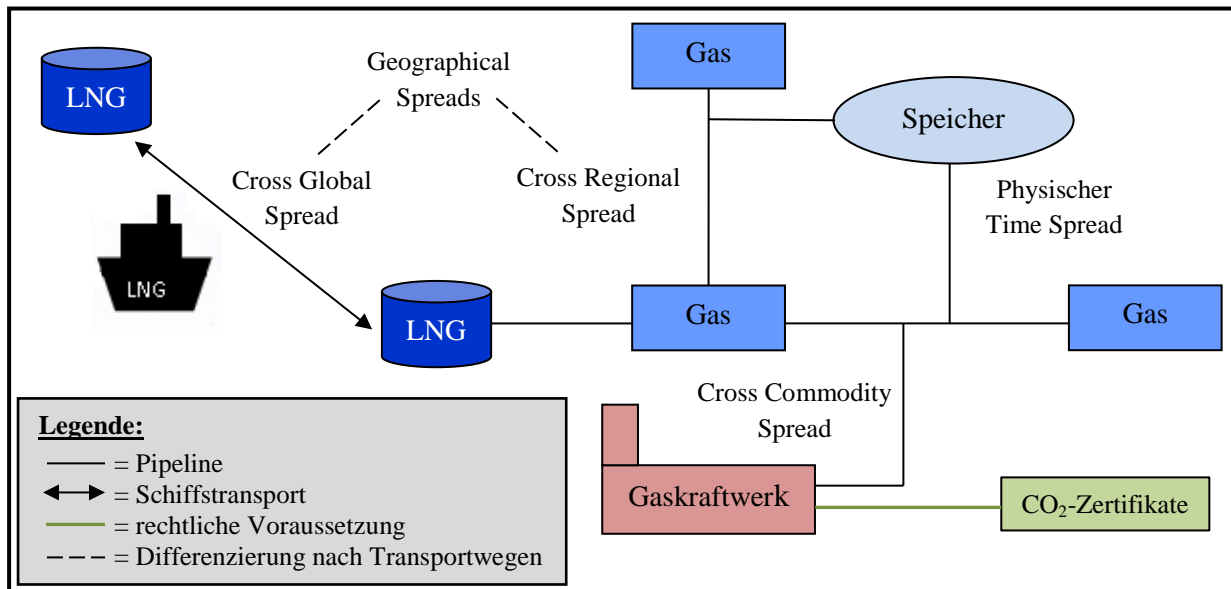 Gas
LNG
Geographical
Spreads
Speicher
Cross Global
Spread
Cross Regional
Spread
Physischer
Time Spread
LNG
LNG
Gas
Gas
Cross Commodity
Spread
Legende:
= Pipeline
= Schiffstransport
= rechtliche Voraussetzung
= Differenzierung nach Transportwegen
Gaskraftwerk
CO₂-Zertifikate